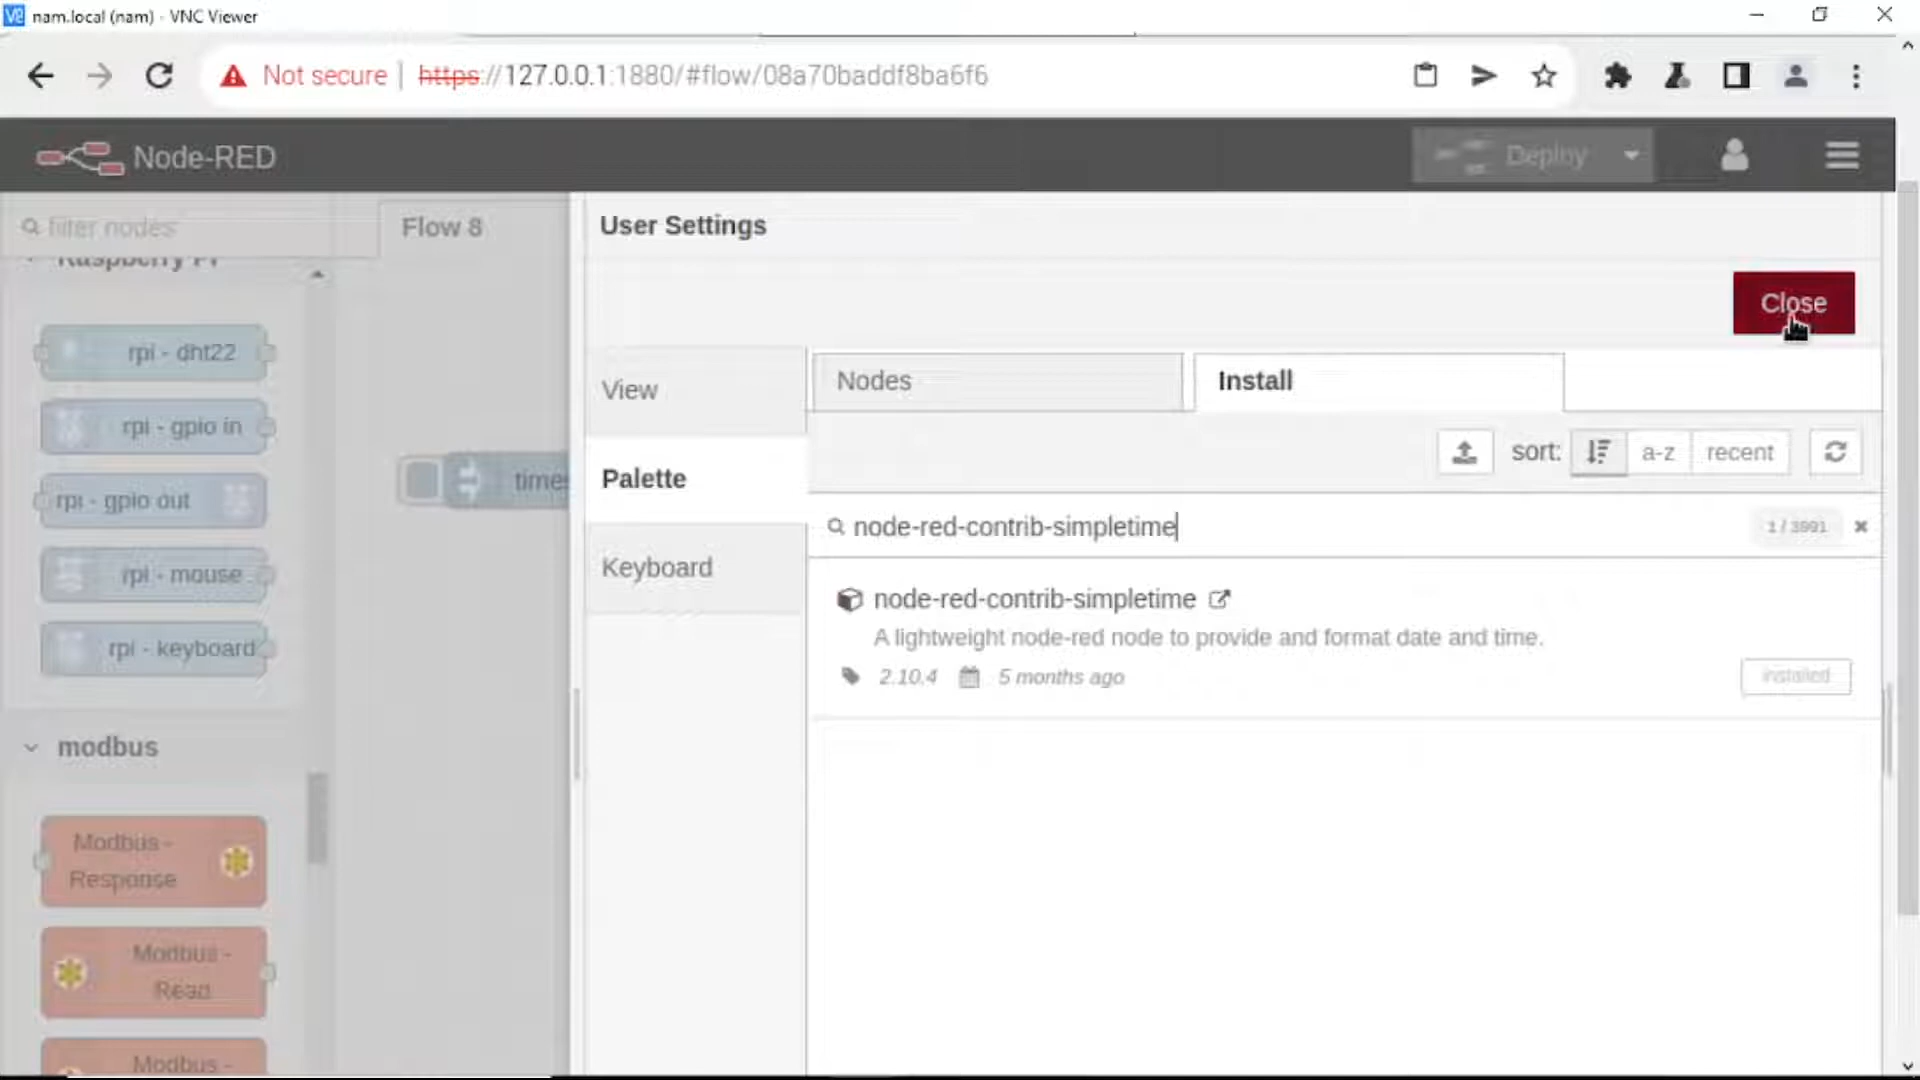 nam.local (nam) - VNC Viewer
Not secure | https://127.0.0.1:1880/#flow/08a70baddf8ba6f6
Node-RED
Deploy
filter nodes
Flow 8
User Settings
Raspberry Pi
Close
rpi - dht22
View
Nodes
Install
rpi - gpio in
sort:
a-z
recent
times
Palette
rpi - gpio out
node-red-contrib-simpletime
1 / 3991
Keyboard
rpi - mouse
node-red-contrib-simpletime
A lightweight node-red node to provide and format date and time.
rpi - keyboard
2.10.4
5 months ago
installed
modbus
Modbus -
Response
Modbus -
Read
Modbus -